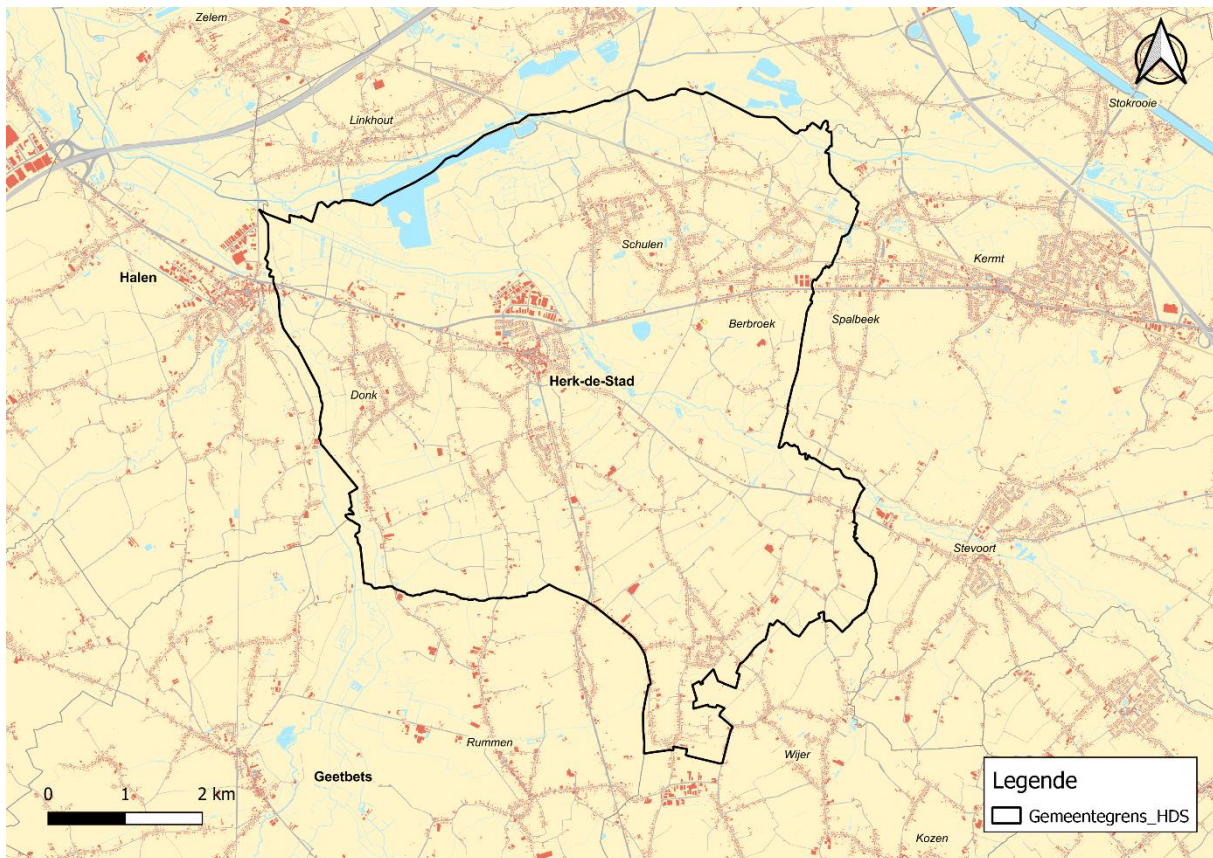 Zelem
Stokrooie
Linkhout
Schulen
Kermt
Halen
Berbroek
Spalbeek
Herk-de-Stad
Donk
Stevoort
Rummen
Wijer
Geetbets
Legende
0 1 2 km
Gemeentegrens_HDS
Kozen